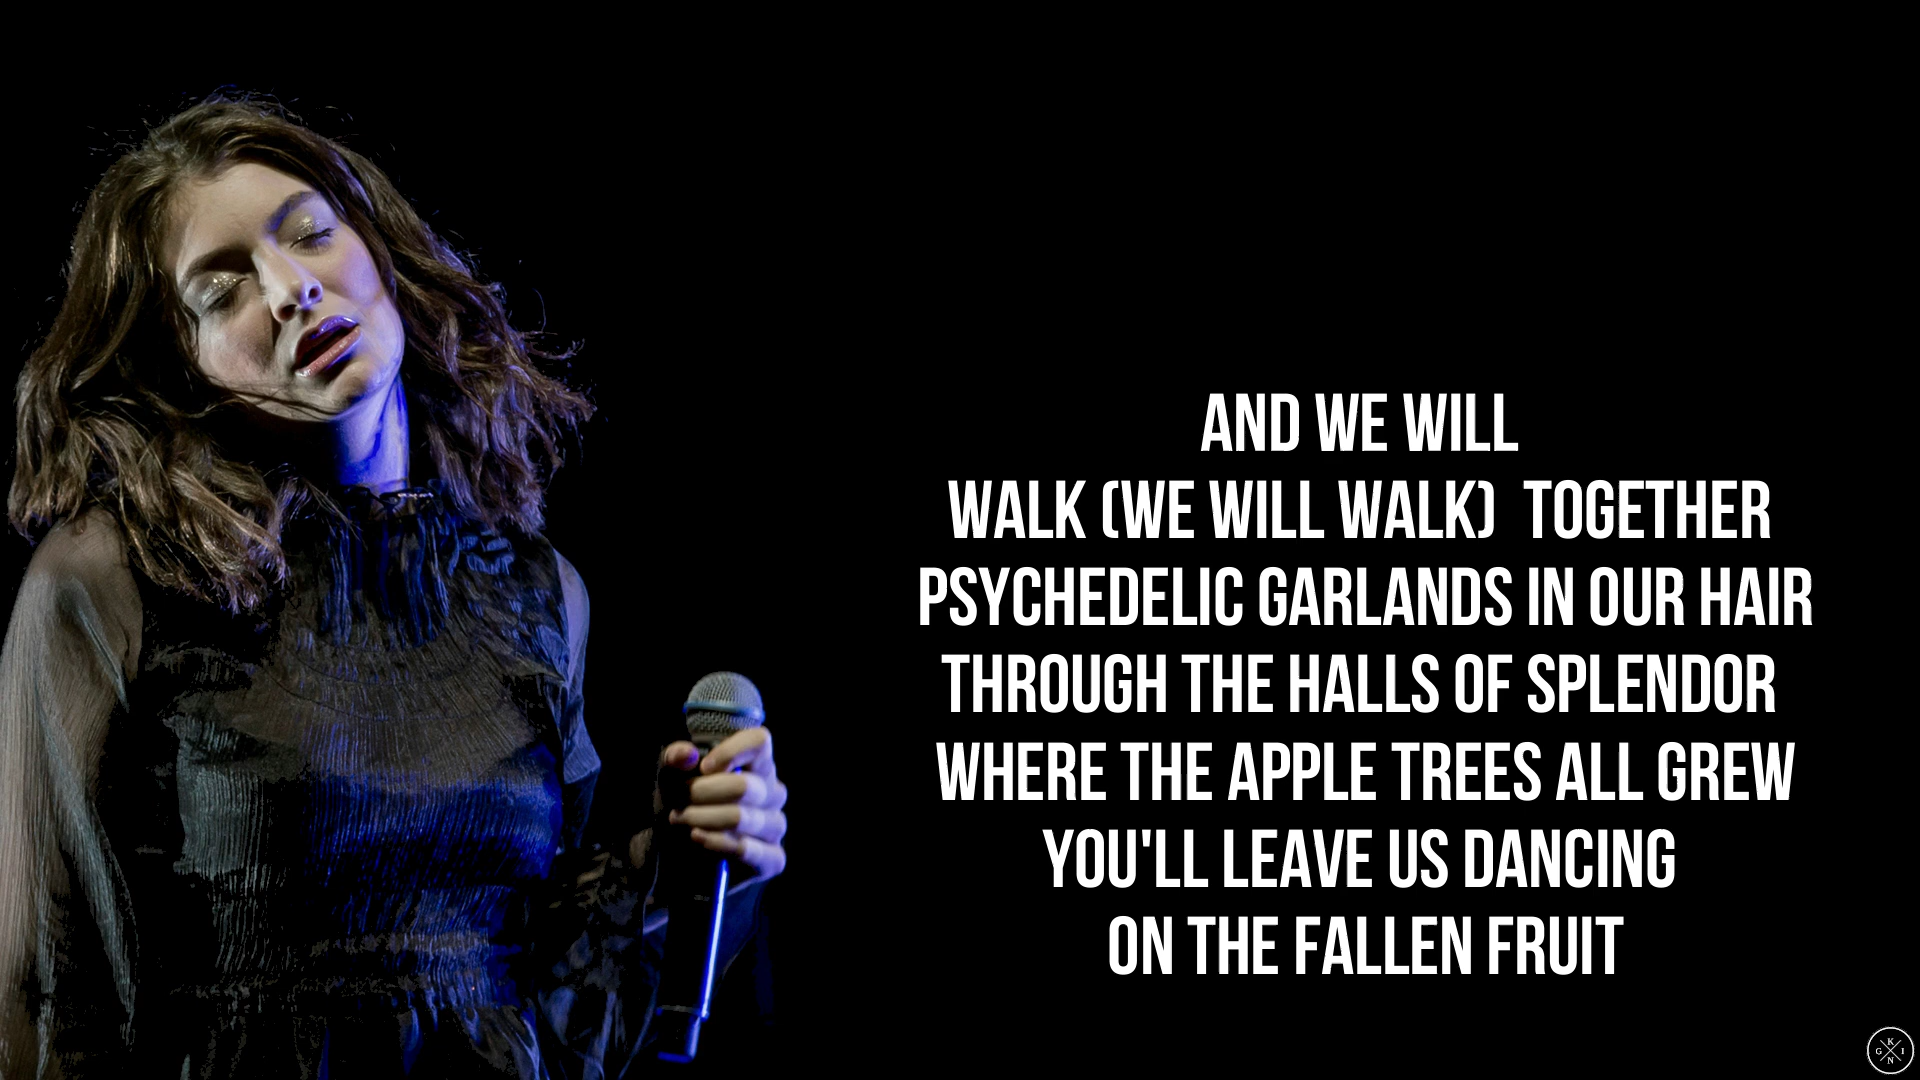 AND WE WILL
WALK (WE WILL WALK)  TOGETHER
PSYCHEDELIC GARLANDS IN OUR HAIR
THROUGH THE HALLS OF SPLENDOR
WHERE THE APPLE TREES ALL GREW
YOU'LL LEAVE US DANCING
ON THE FALLEN FRUIT
K
G I
N